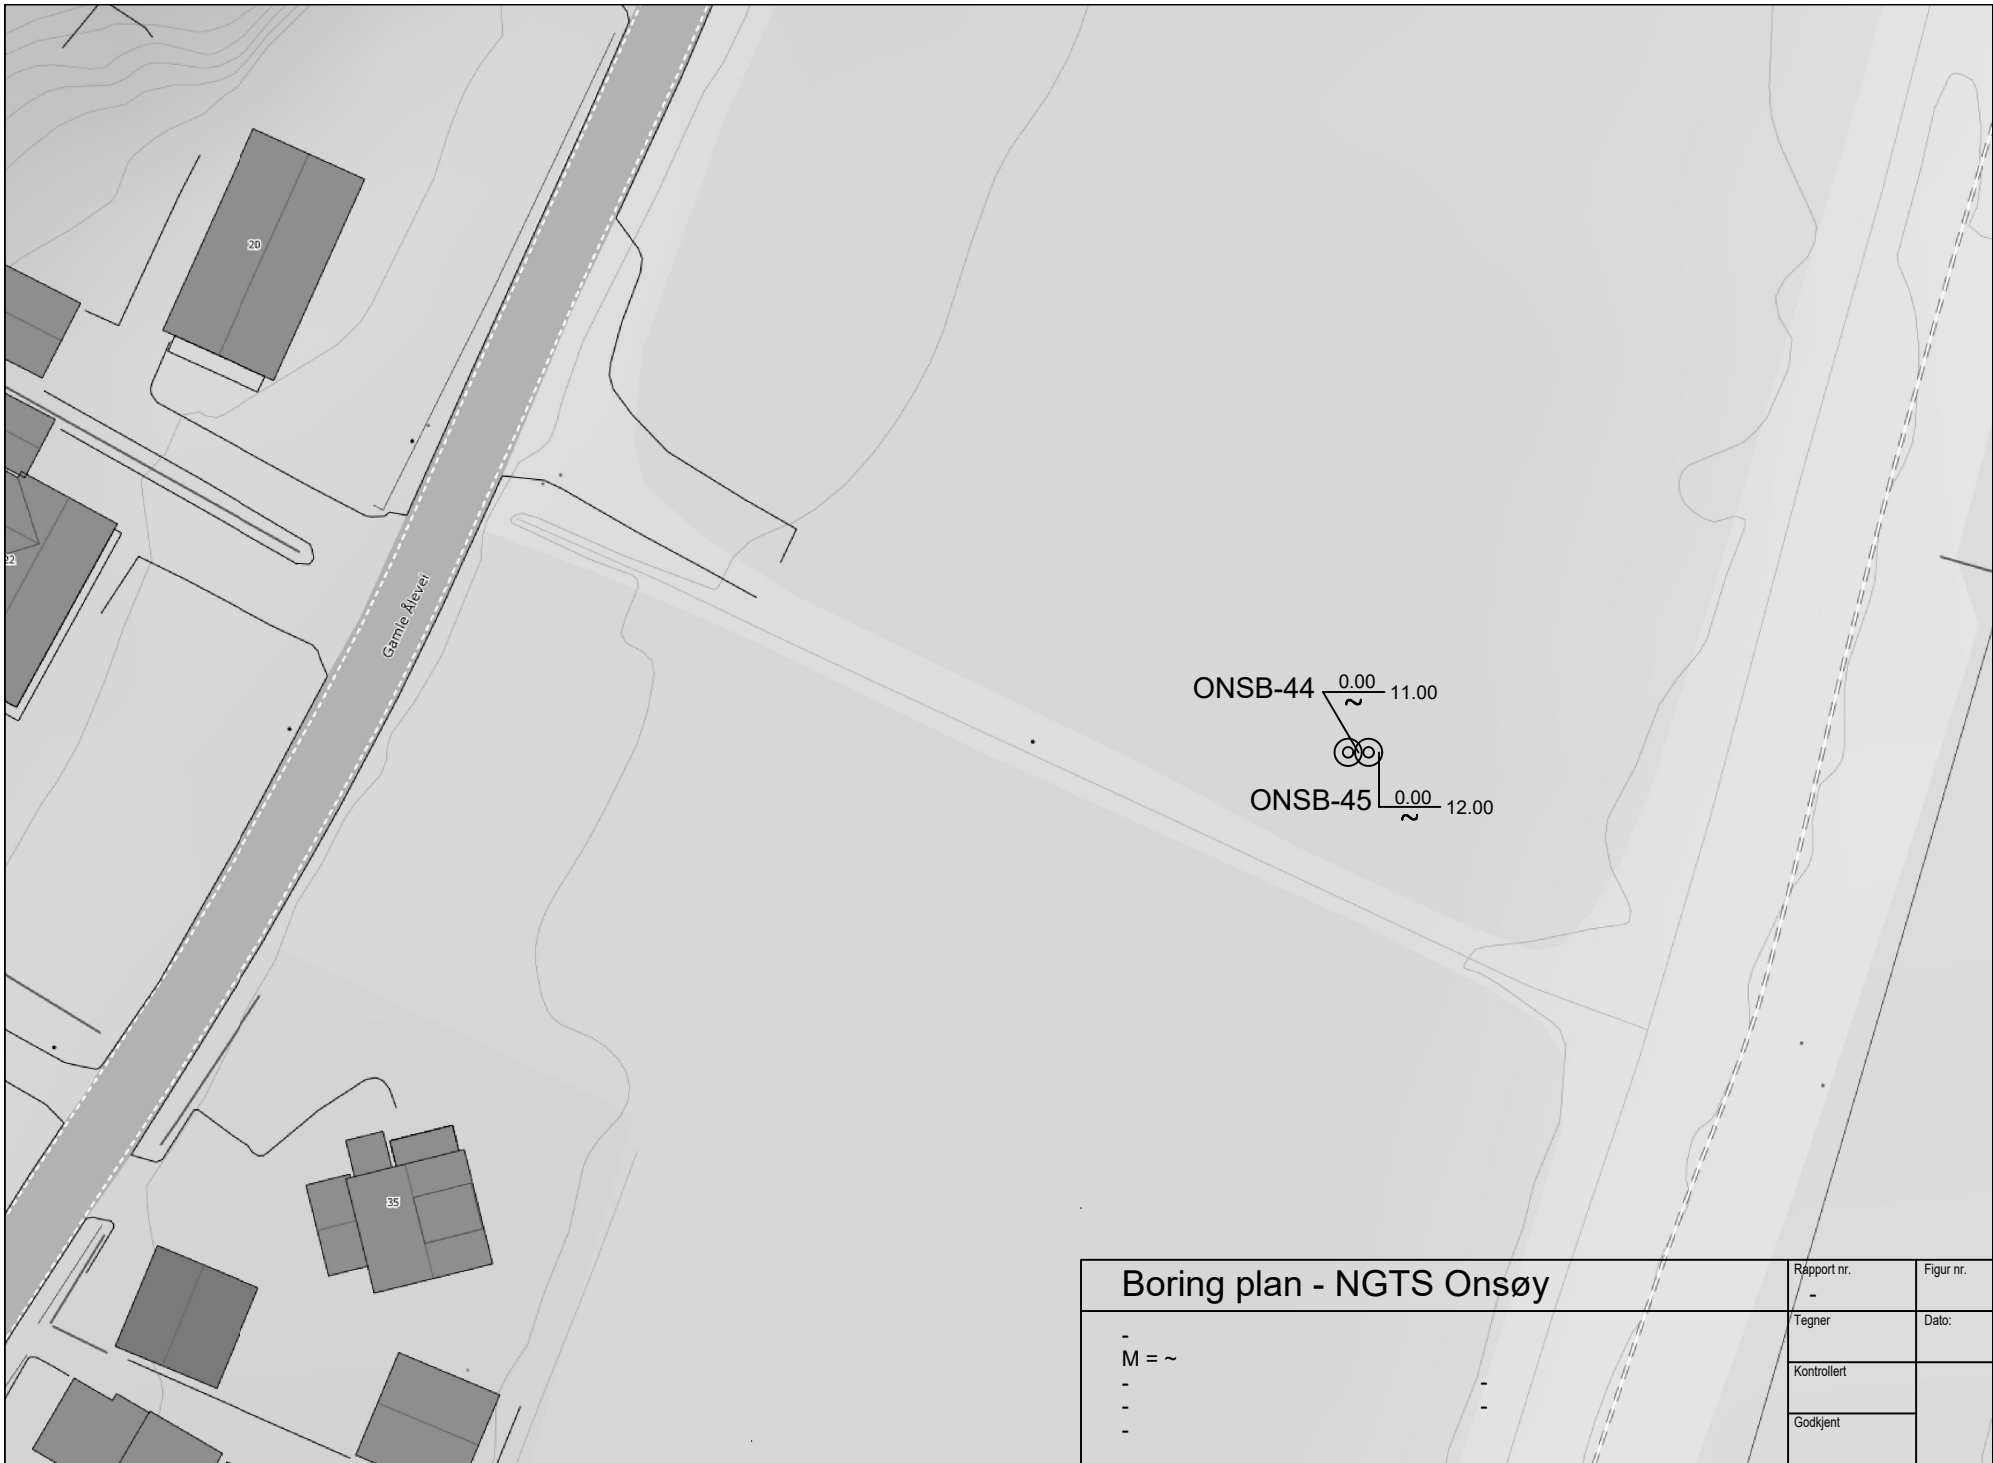 20
22
Gamle Ålevei
ONSB-44 0.00 ~ 11.00
ONSB-45 0.00 ~ 12.00
35
Boring plan - NGTS Onsøy
Rapport nr.
-
Figur nr.
-
M = ~
-
-
-
-
-
Tegner
Dato:
Kontrollert
Godkjent